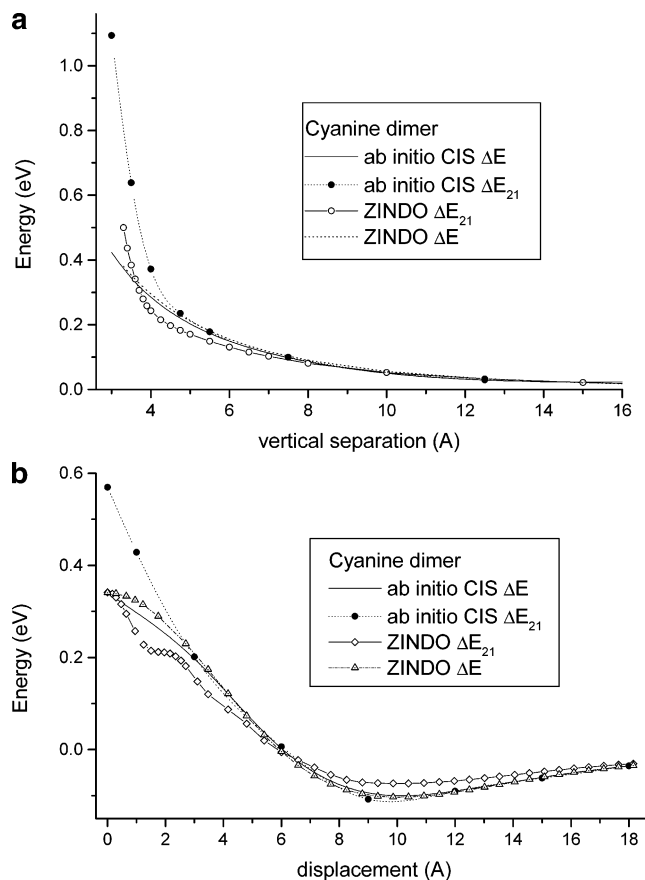 a
1.0
0.8
0.6
0.4
0.2
0.0
Energy (eV)
Cyanine dimer
ab initio CIS ΔE
ab initio CIS ΔE21
ZINDO ΔE21
ZINDO ΔE
4 6 8 10 12 14 16
vertical separation (A)
b
0.6
0.4
0.2
0.0
Energy (eV)
Cyanine dimer
ab initio CIS ΔE
ab initio CIS ΔE21
ZINDO ΔE21
ZINDO ΔE
0 2 4 6 8 10 12 14 16 18
displacement (A)